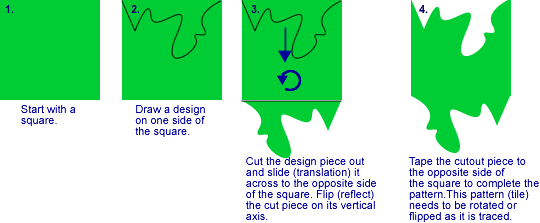 1.
2.
3.
4.
Start with a
square.
Draw a design
on one side of
the square.
Cut the design piece out
and slide (translation) it
across to the opposite side
of the square. Flip (reflect)
the cut piece on its vertical
axis.
Tape the cutout piece to
the opposite side of
the square to complete the
pattern.This pattern (tile)
needs to be rotated or
flipped as it is traced.